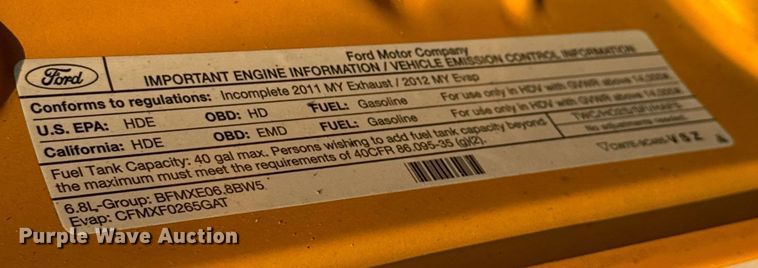 Ford
Ford Motor Company
IMPORTANT ENGINE INFORMATION / VEHICLE EMISSION CONTROL INFORMATION
Conforms to regulations: Incomplete 2011 MY Exhaust / 2012 MY Evap
U.S. EPA: HDE OBD: HD FUEL: Gasoline For use only in HDV with GVWR above 14,000#
California: HDE OBD: EMD FUEL: Gasoline For use only in HDV with GVWR above 14,000#
Fuel Tank Capacity: 40 gal max. Persons wishing to add fuel tank capacity beyond
the maximum must meet the requirements of 40CFR 86.095-35 (g)(2).
TWC/HO2S/SFI/
6.8L-Group: BFMXE06.8BW5
Evap: CFMXF0265GAT
VSZ
Purple Wave Auction